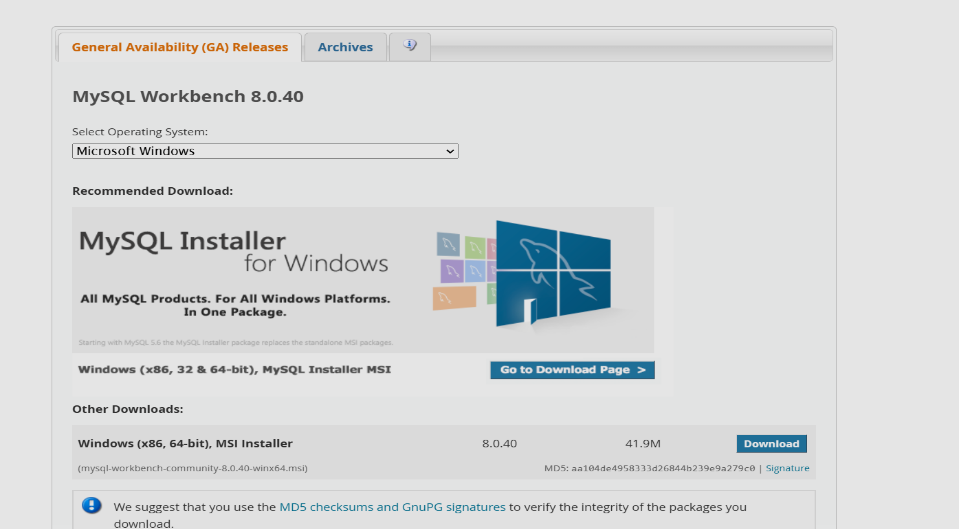 General Availability (GA) Releases Archives
MySQL Workbench 8.0.40
Select Operating System:
Microsoft Windows
Recommended Download:
MySQL Installer
for Windows
All MySQL Products. For All Windows Platforms.
In One Package.
Starting with MySQL 5.6 the MySQL Installer package replaces the standalone MSI packages.
Windows (x86, 32 & 64-bit), MySQL Installer MSI Go to Download Page >
Other Downloads:
Windows (x86, 64-bit), MSI Installer 8.0.40 41.9M Download
(mysql-workbench-community-8.0.40-winx64.msi) MD5: aa104de4958333d26844b239e9a279c0 | Signature
We suggest that you use the MD5 checksums and GnuPG signatures to verify the integrity of the packages you
download.